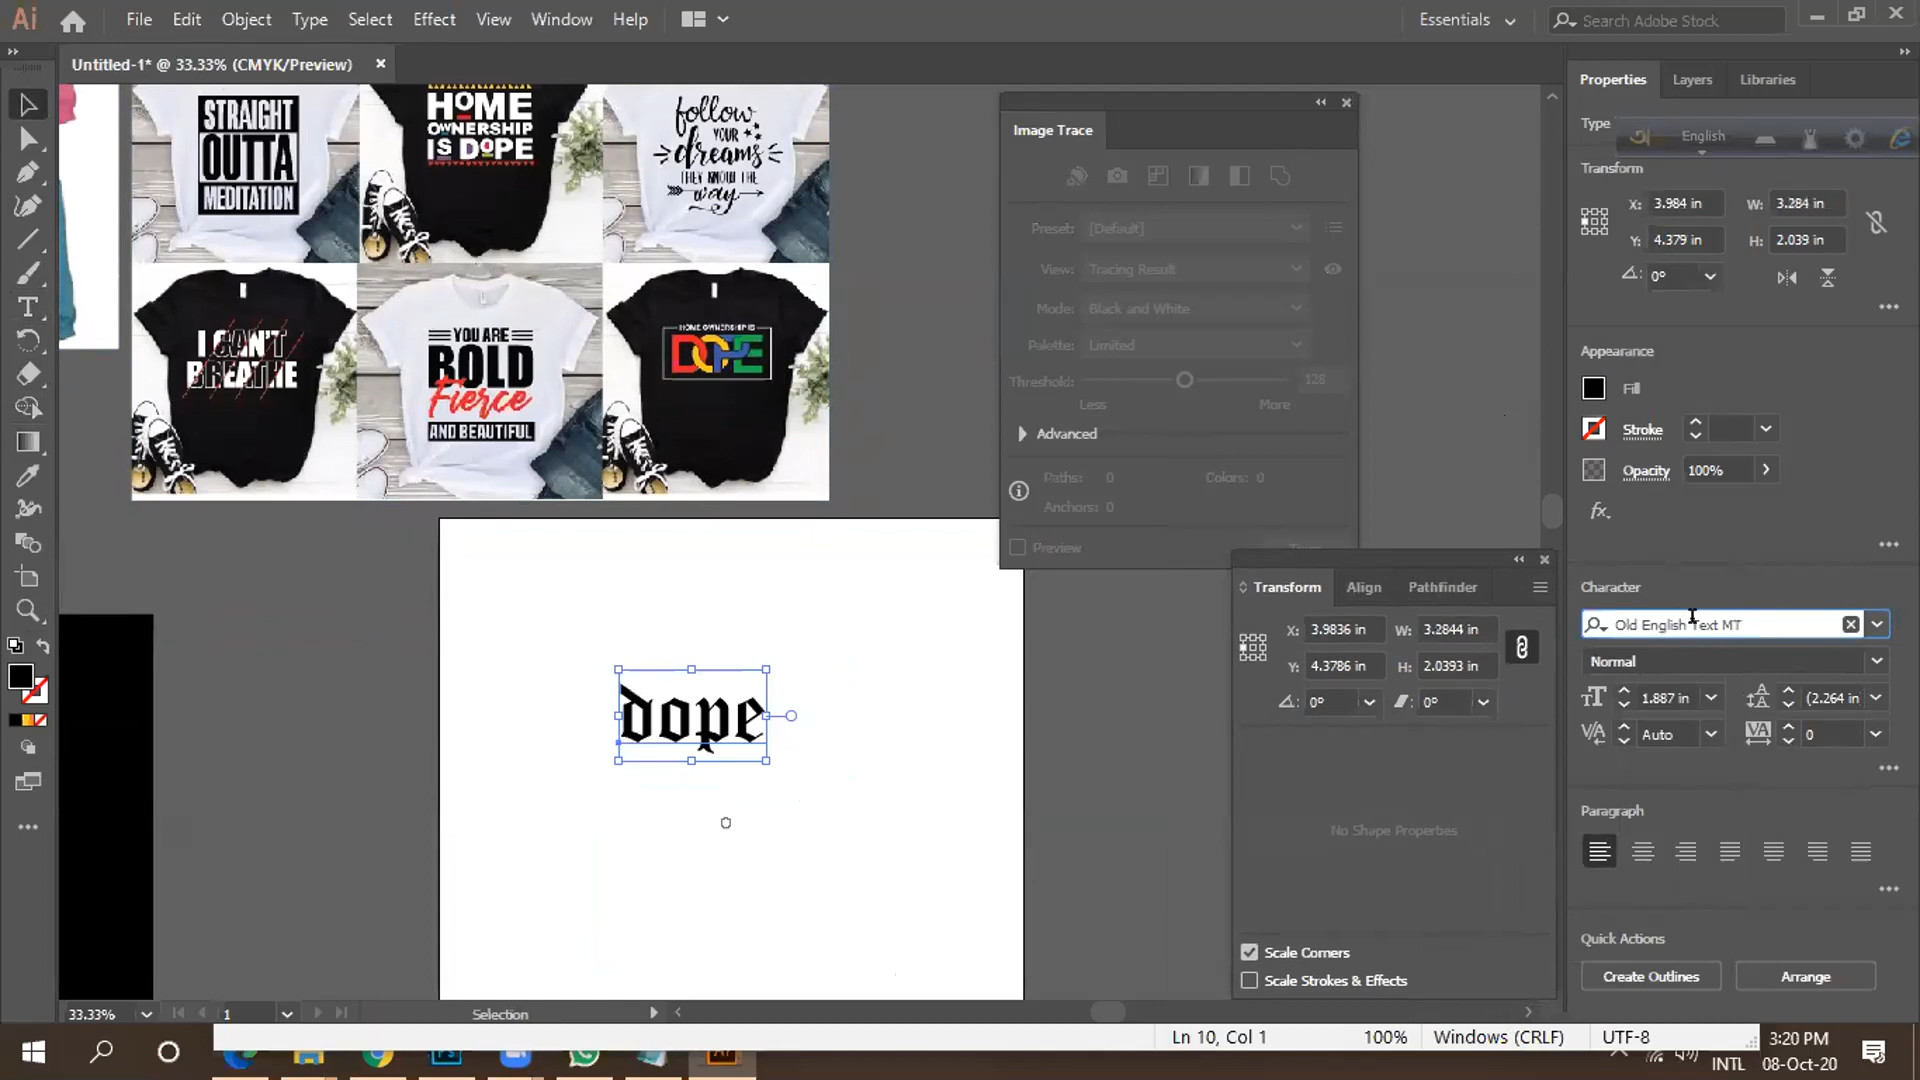 Ai File Edit Object Type Select Effect View Window Help Essentials Search Adobe Stock
Untitled-1* @ 33.33% (CMYK/Preview)
STRAIGHT
OUTTA
MEDITATION
HOME
OWNERSHIP
IS DOPE
follow
YOUR
dreams
THEY KNOW THE
way
I CAN'T
BREATHE
YOU ARE
BOLD
Fierce
AND BEAUTIFUL
HOME OWNERSHIP IS
DOPE
dope
Image Trace
Preset: [Default]
View: Tracing Result
Mode: Black and White
Palette: Limited
Threshold: 128
Less More
Advanced
Paths: 0 Colors: 0
Anchors: 0
Preview
Transform Align Pathfinder
X: 3.9836 in W: 3.2844 in
Y: 4.3786 in H: 2.0393 in
0° 0°
No Shape Properties
Scale Corners
Scale Strokes & Effects
Properties Layers Libraries
Type English
Transform
X: 3.984 in W: 3.284 in
Y: 4.379 in H: 2.039 in
0°
Appearance
Fill
Stroke
Opacity 100%
fx
Character
Old English Text MT
Normal
1.887 in (2.264 in
Auto 0
Paragraph
Quick Actions
Create Outlines Arrange
33.33% 1 Selection
Ln 10, Col 1 100% Windows (CRLF) UTF-8
3:20 PM
INTL 08-Oct-20